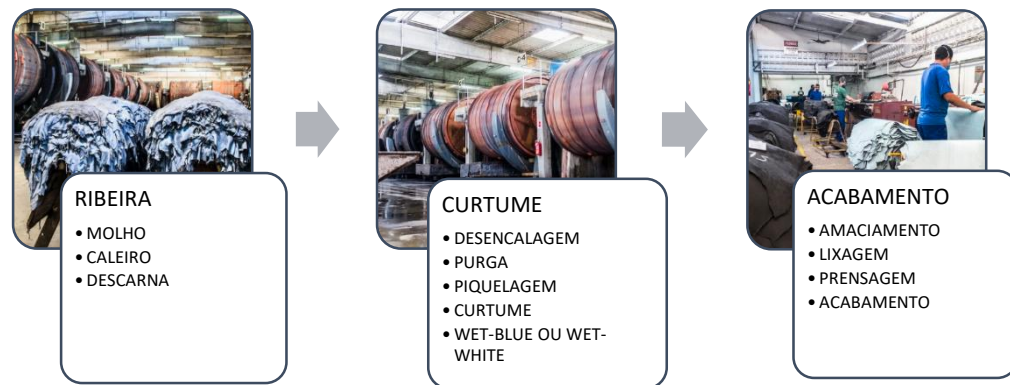 RIBEIRA
• MOLHO
• CALEIRO
• DESCARNA
CURTUME
• DESENCALAGEM
• PURGA
• PIQUELAGEM
• CURTUME
• WET-BLUE OU WET-
WHITE
ACABAMENTO
• AMACIAMENTO
• LIXAGEM
• PRENSAGEM
• ACABAMENTO